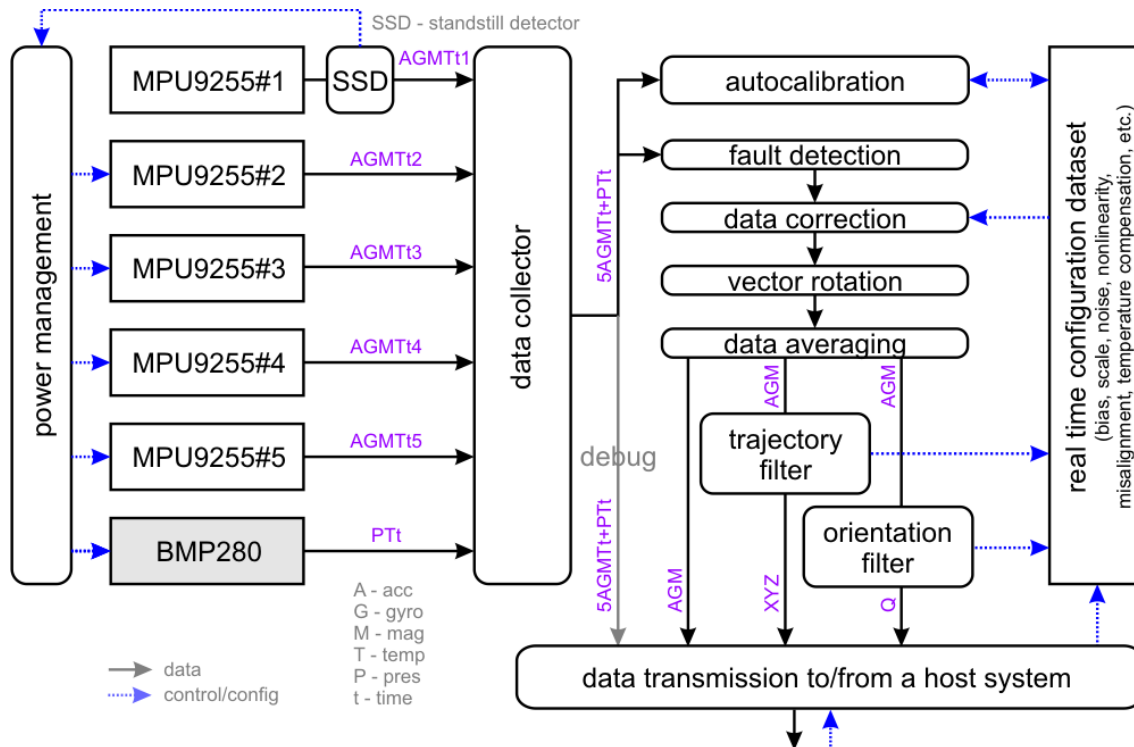 SSD - standstill detector
power management
MPU9255#1
SSD
AGMTt1
MPU9255#2
AGMTt2
MPU9255#3
AGMTt3
MPU9255#4
AGMTt4
MPU9255#5
AGMTt5
BMP280
PTt
data collector
A - acc
G - gyro
M - mag
T - temp
P - pres
t - time
data
control/config
5AGMTt+PTt
debug
5AGMTt+PTt
autocalibration
fault detection
data correction
vector rotation
data averaging
AGM
AGM
AGM
trajectory
filter
orientation
filter
XYZ
Q
real time configuration dataset
(bias, scale, noise, nonlinearity,
misalignment, temperature compensation, etc.)
data transmission to/from a host system